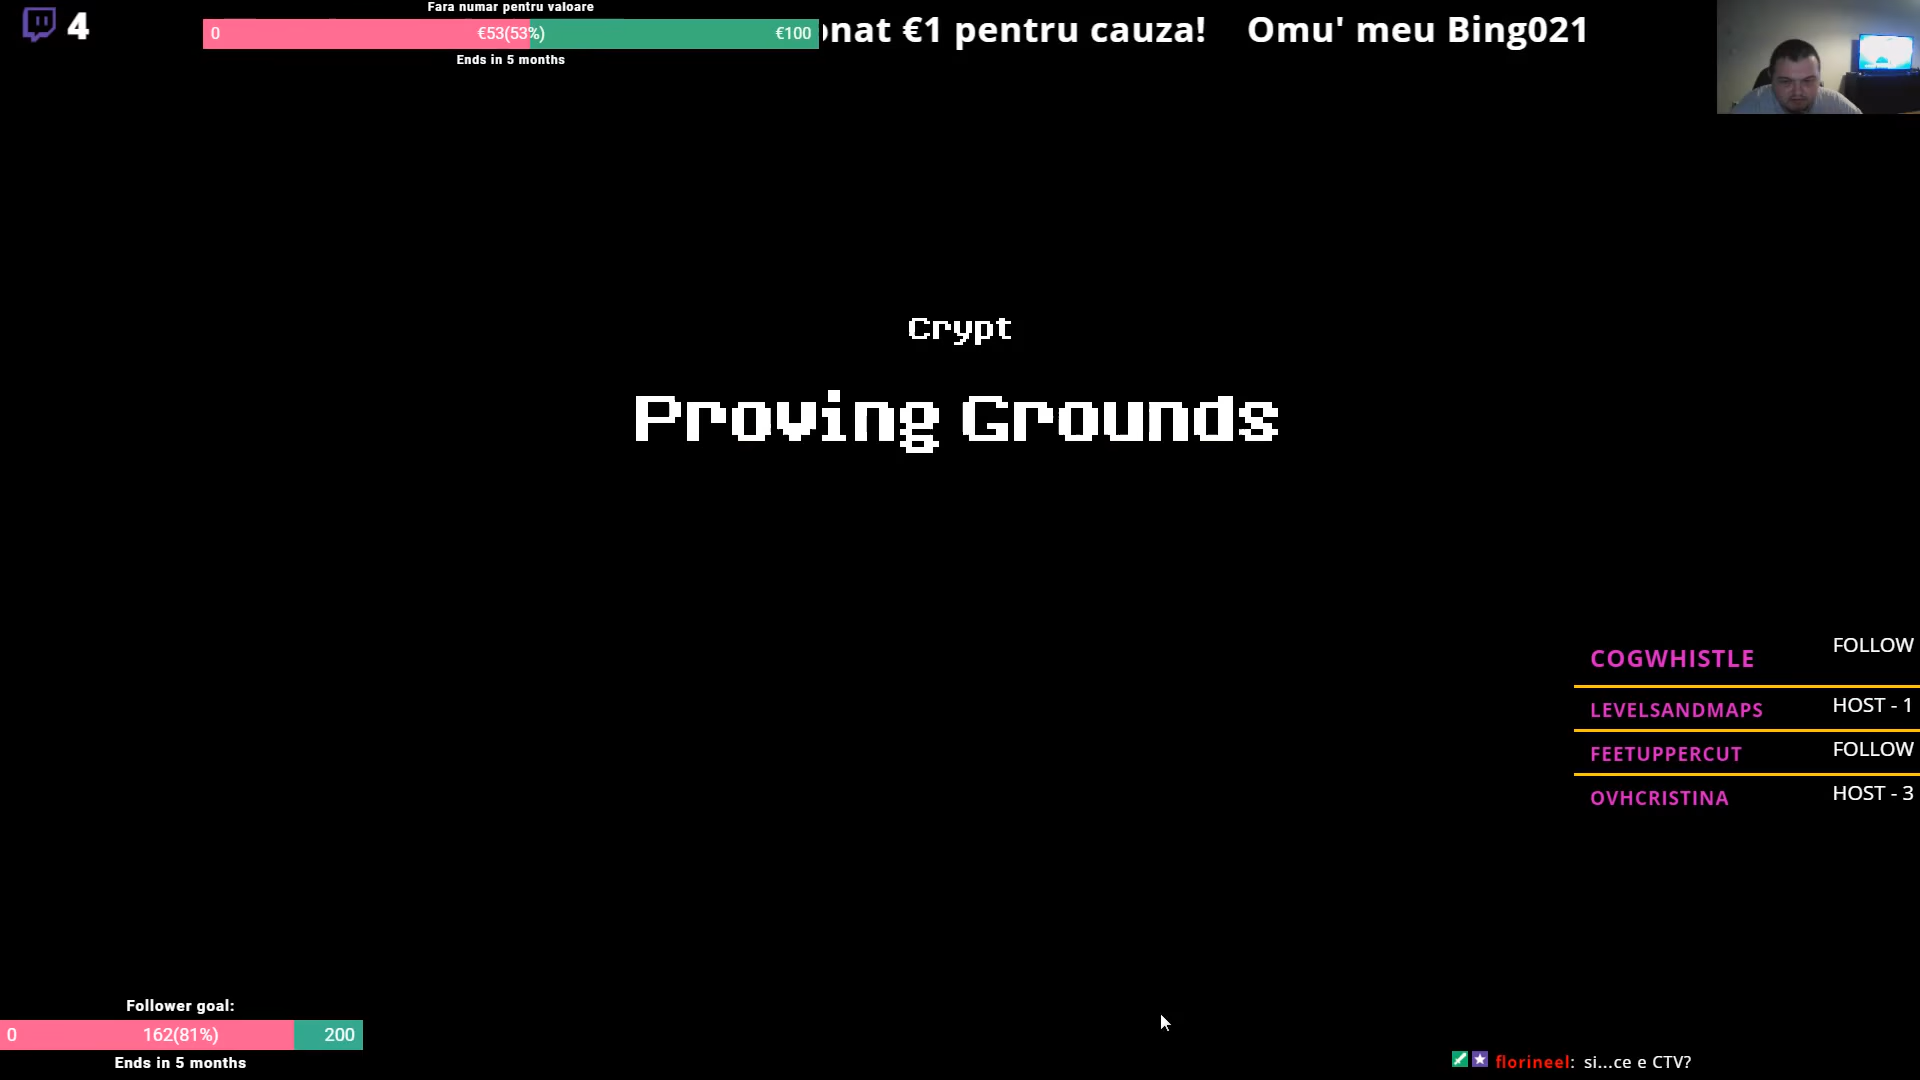 4
Fara numar pentru valoare
0 €53(53%) €100
Ends in 5 months
onat €1 pentru cauza! Omu' meu Bing021
Crypt
Proving Grounds
COGWHISTLE FOLLOW
LEVELSANDMAPS HOST - 1
FEETUPPERCUT FOLLOW
OVHCRISTINA HOST - 3
Follower goal:
0 162(81%) 200
Ends in 5 months
florineel: si...ce e CTV?